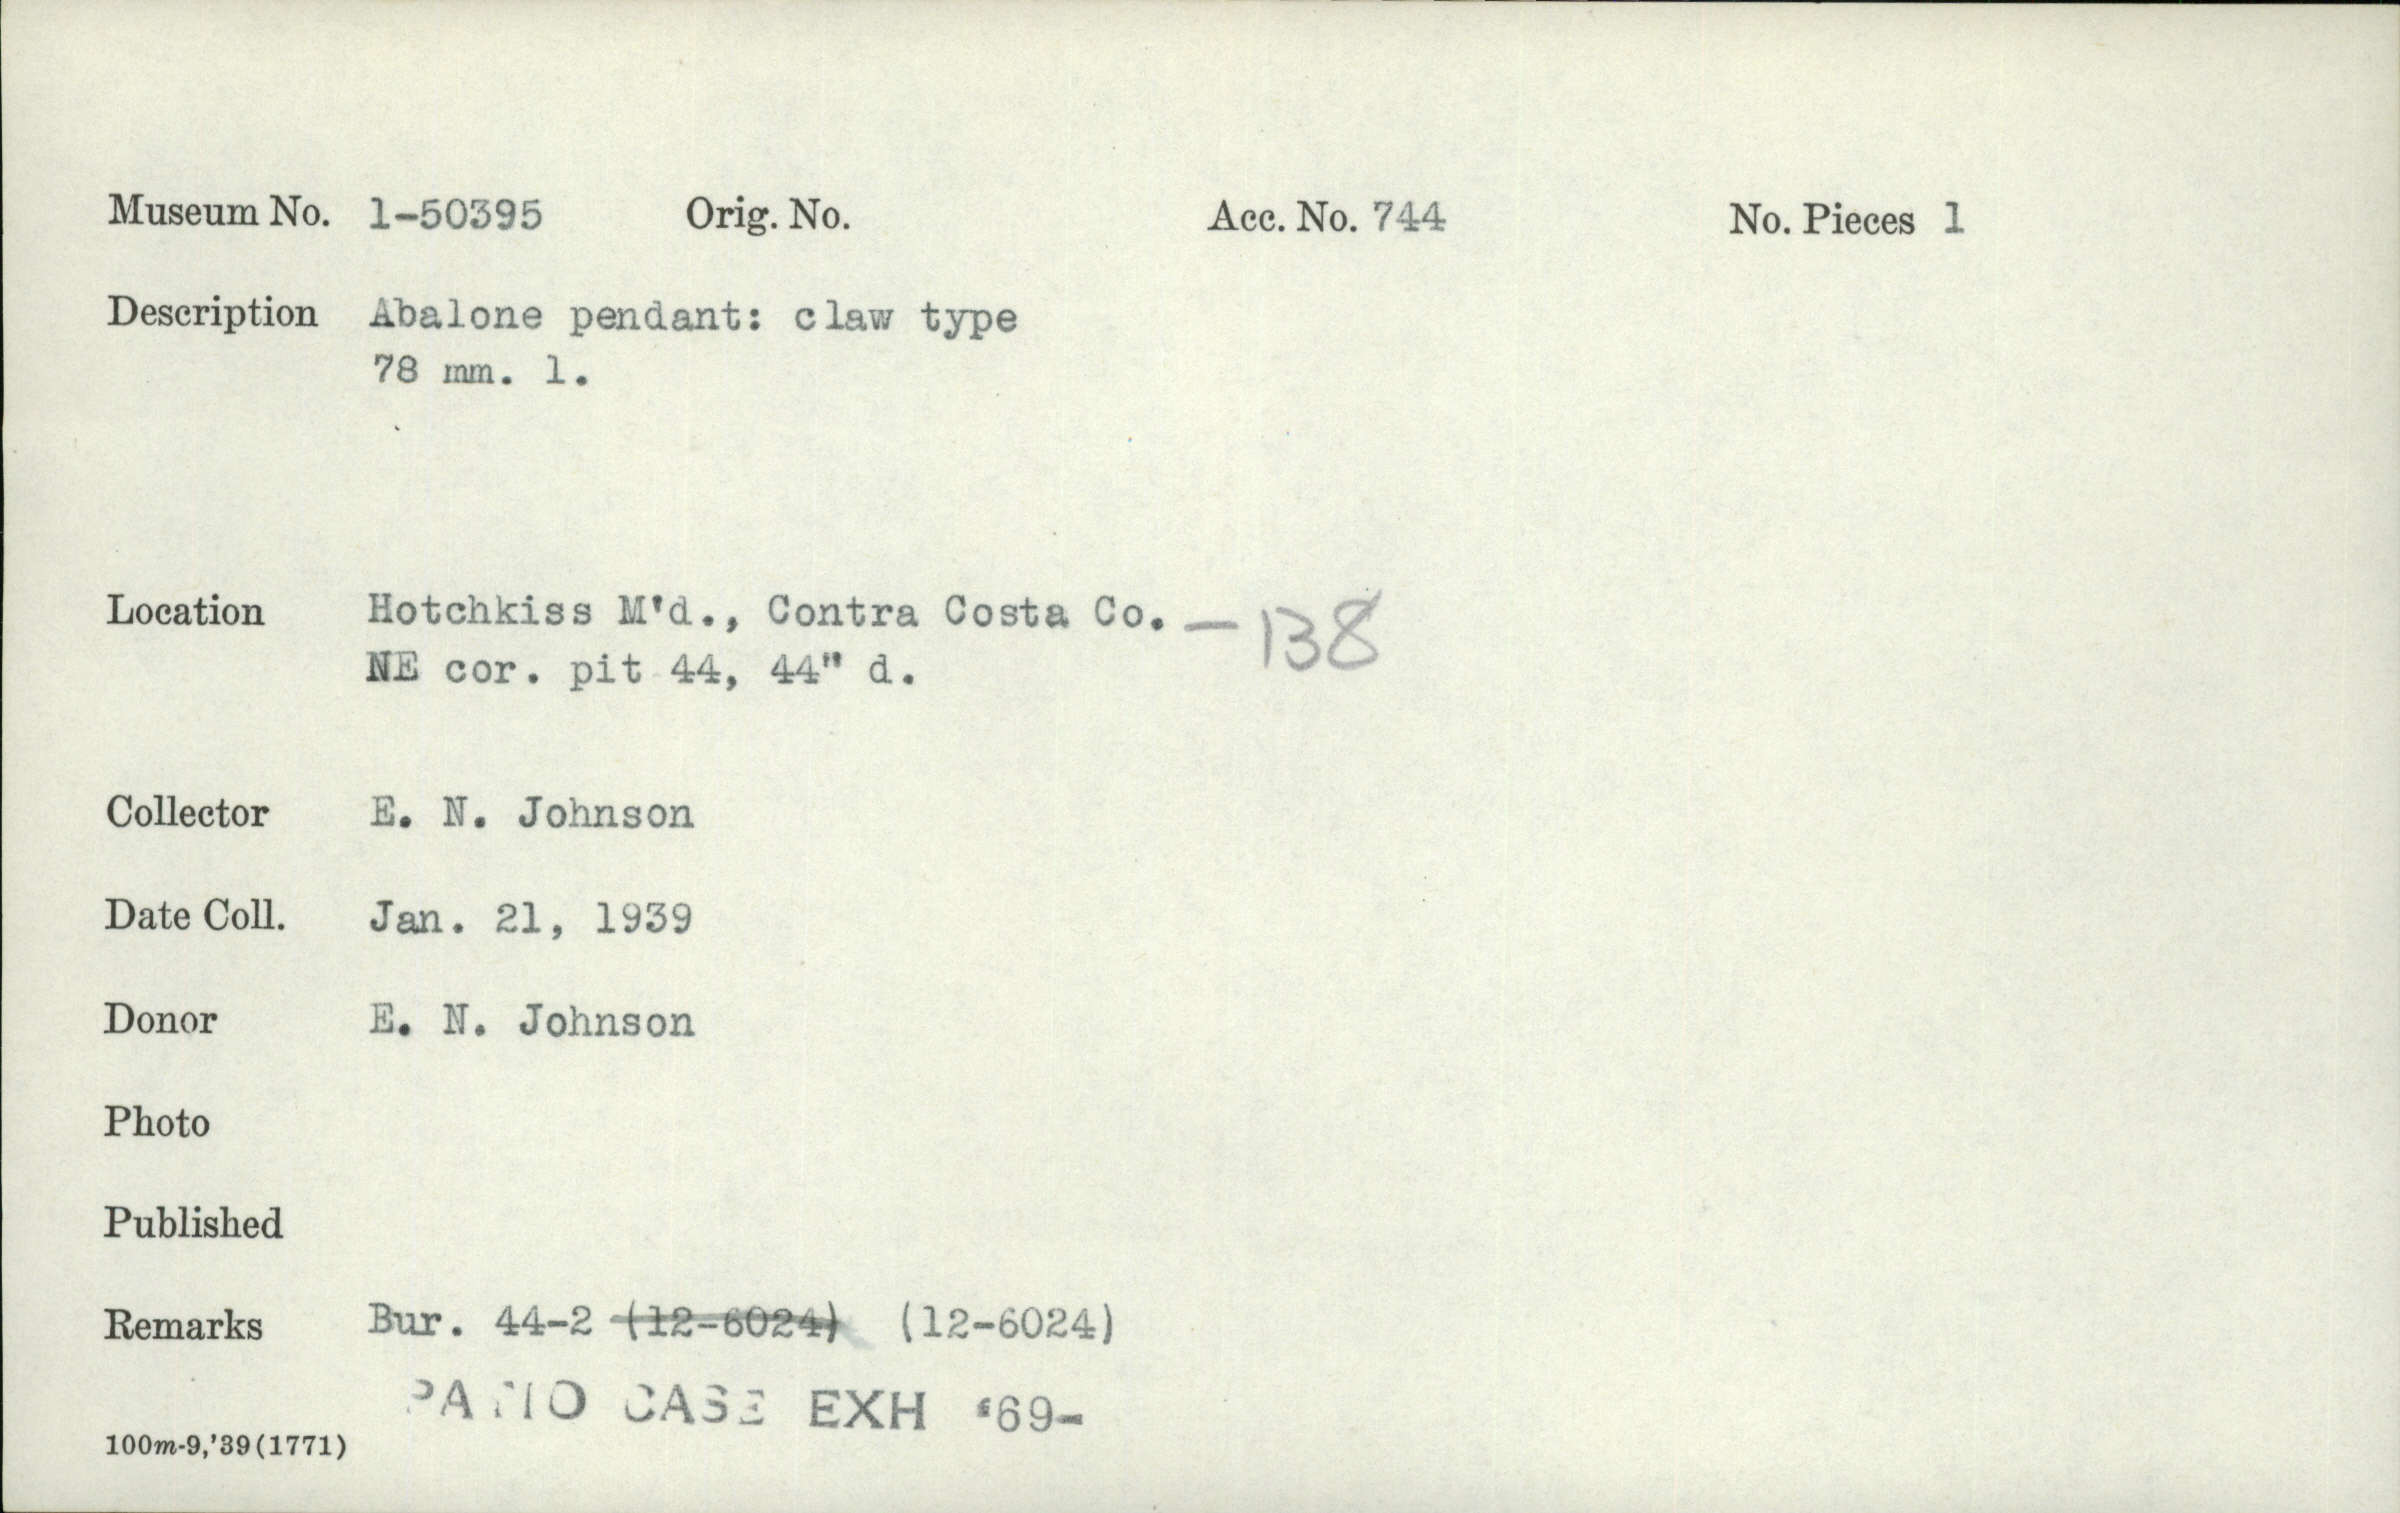 Museum No. 1-50395 Orig. No. Acc. No. 744 No. Pieces 1
Description Abalone pendant: claw type
78 mm. l.
Location Hotchkiss M'd., Contra Costa Co. — 138
NE cor. pit 44, 44" d.
Collector E. N. Johnson
Date Coll. Jan. 21, 1939
Donor E. N. Johnson
Photo
Published
Remarks Bur. 44-2 (12-6024) (12-6024)
PATIO CASE EXH '69-
100m-9,'39(1771)